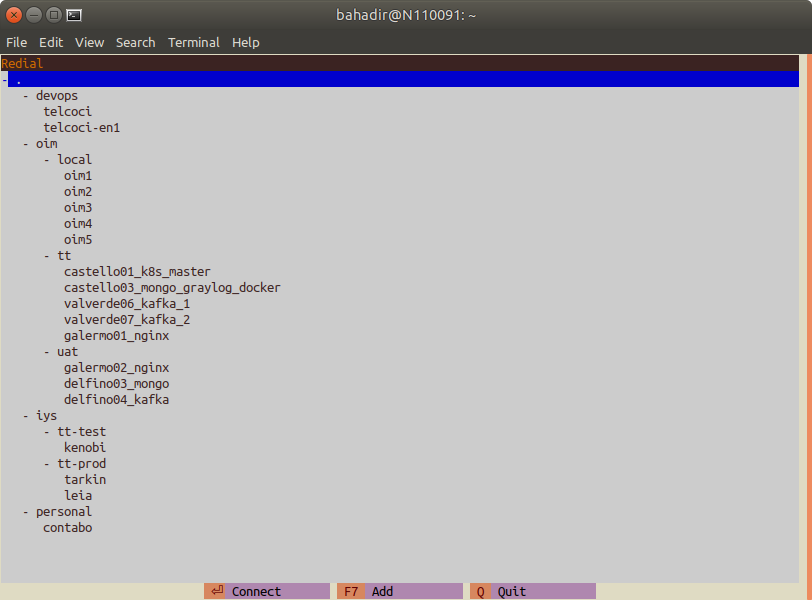 bahadir@N110091: ~
File Edit View Search Terminal Help
Redial
- .
- devops
telcoci
telcoci-en1
- oim
- local
oim1
oim2
oim3
oim4
oim5
- tt
castello01_k8s_master
castello03_mongo_graylog_docker
valverde06_kafka_1
valverde07_kafka_2
galermo01_nginx
- uat
galermo02_nginx
delfino03_mongo
delfino04_kafka
- iys
- tt-test
kenobi
- tt-prod
tarkin
leia
- personal
contabo
⏎ Connect F7 Add Q Quit